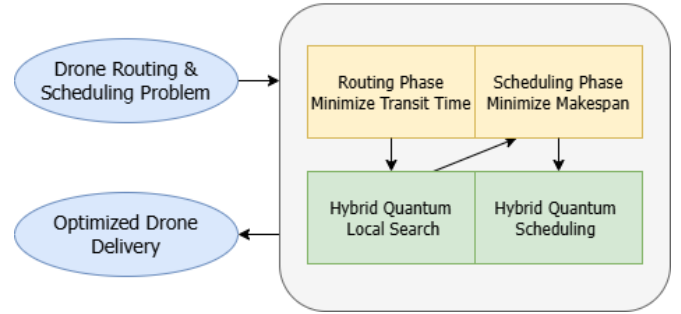 Drone Routing &
Scheduling Problem
Routing Phase
Minimize Transit Time
Scheduling Phase
Minimize Makespan
Hybrid Quantum
Local Search
Hybrid Quantum
Scheduling
Optimized Drone
Delivery